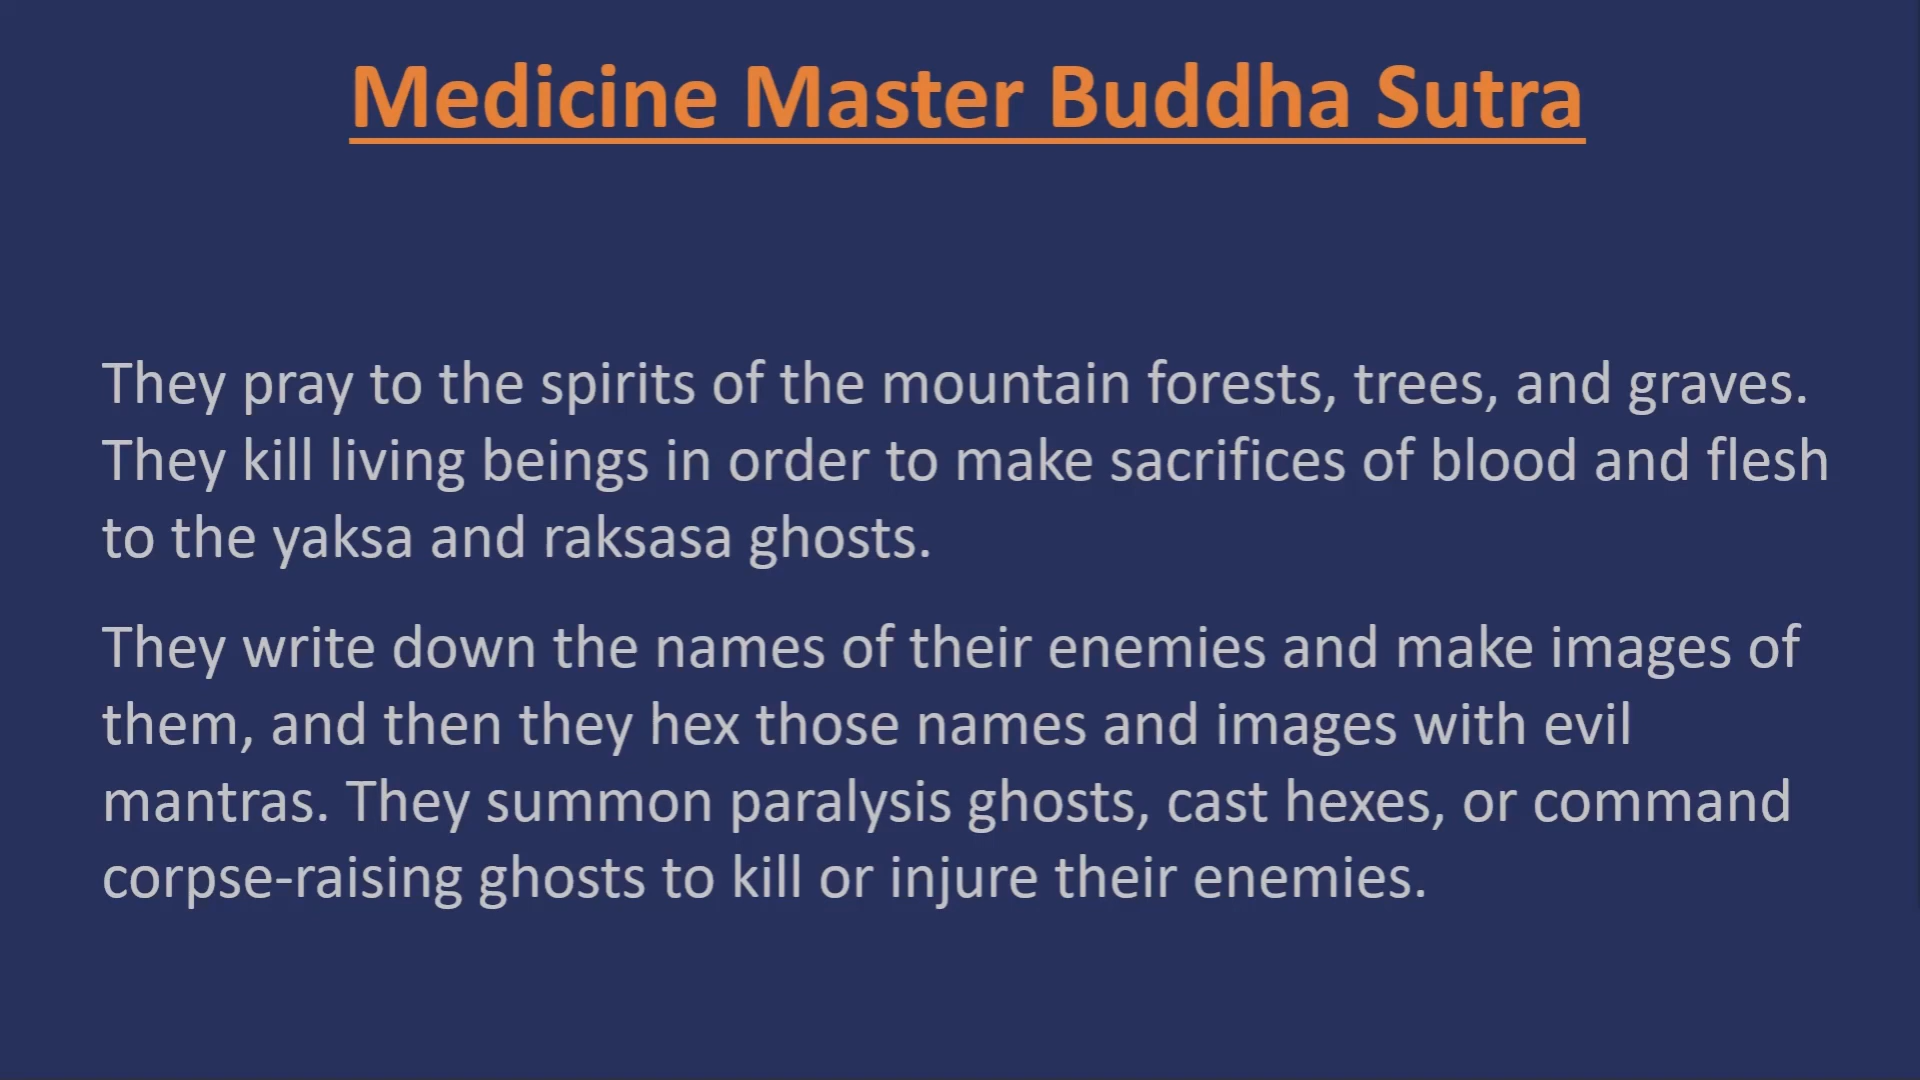 Medicine Master Buddha Sutra
They pray to the spirits of the mountain forests, trees, and graves.
They kill living beings in order to make sacrifices of blood and flesh
to the yaksa and raksasa ghosts.
They write down the names of their enemies and make images of
them, and then they hex those names and images with evil
mantras. They summon paralysis ghosts, cast hexes, or command
corpse-raising ghosts to kill or injure their enemies.